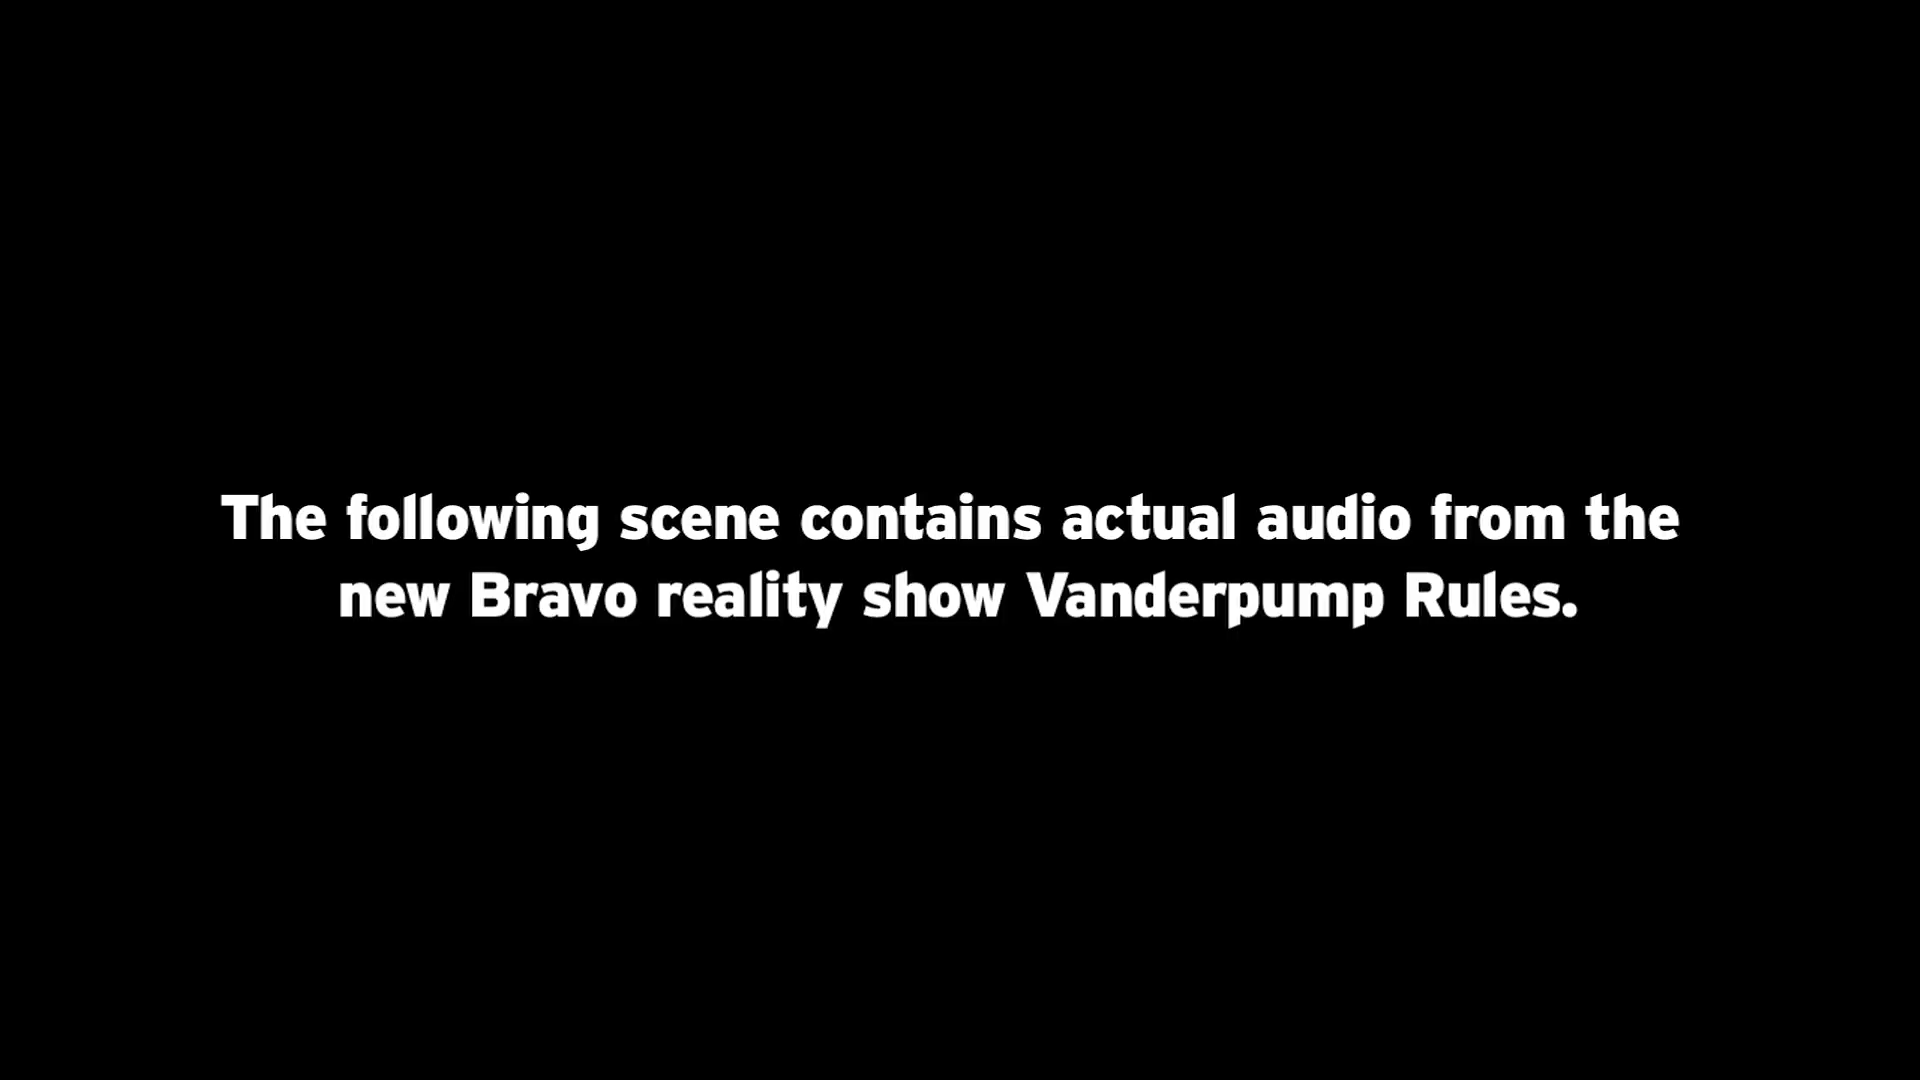 The following scene contains actual audio from the
new Bravo reality show Vanderpump Rules.